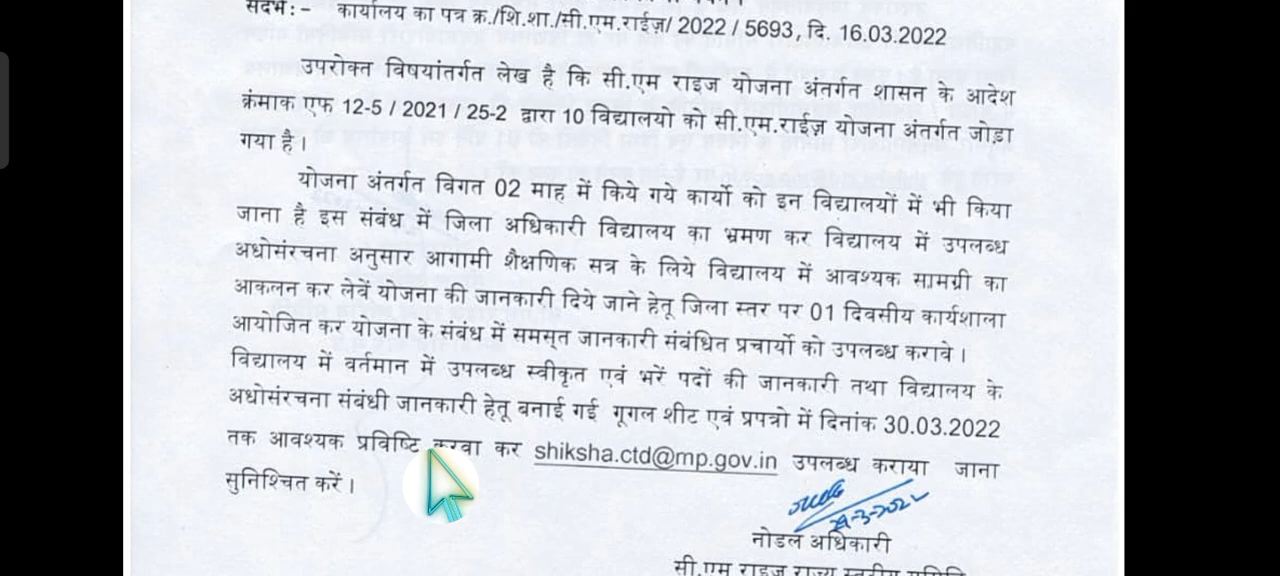 संदर्भ:- कार्यालय का पत्र क्र./शि.शा./सी.एम.राईज़/ 2022 / 5693, दि. 16.03.2022
उपरोक्त विषयांतर्गत लेख है कि सी.एम राइज योजना अंतर्गत शासन के आदेश
क्रंमाक एफ 12-5 / 2021 / 25-2 द्वारा 10 विद्यालयों को सी.एम.राईज़ योजना अंतर्गत जोड़ा
गया है।
योजना अंतर्गत विगत 02 माह में किये गये कार्यो को इन विद्यालयों में भी किया
जाना है इस संबंध में जिला अधिकारी विद्यालय का भ्रमण कर विद्यालय में उपलब्ध
अधोसंरचना अनुसार आगामी शैक्षणिक सत्र के लिये विद्यालय में आवश्यक सामग्री का
आकलन कर लेवें योजना की जानकारी दिये जाने हेतू जिला स्तर पर 01 दिवसीय कार्यशाला
आयोजित कर योजना के संबंध में समस्त जानकारी संबंधित प्रचार्यो को उपलब्ध करावे।
विद्यालय में वर्तमान में उपलब्ध स्वीकृत एवं भरें पदों की जानकारी तथा विद्यालय के
अधोसंरचना संबंधी जानकारी हेतू बनाई गई गूगल शीट एवं प्रपत्रो में दिनांक 30.03.2022
तक आवश्यक प्रविष्टि करवा कर shiksha.ctd@mp.gov.in उपलब्ध कराया जाना
सुनिश्चित करें।
नोडल अधिकारी
सी.एम राइज राज्य स्तरीय समिति